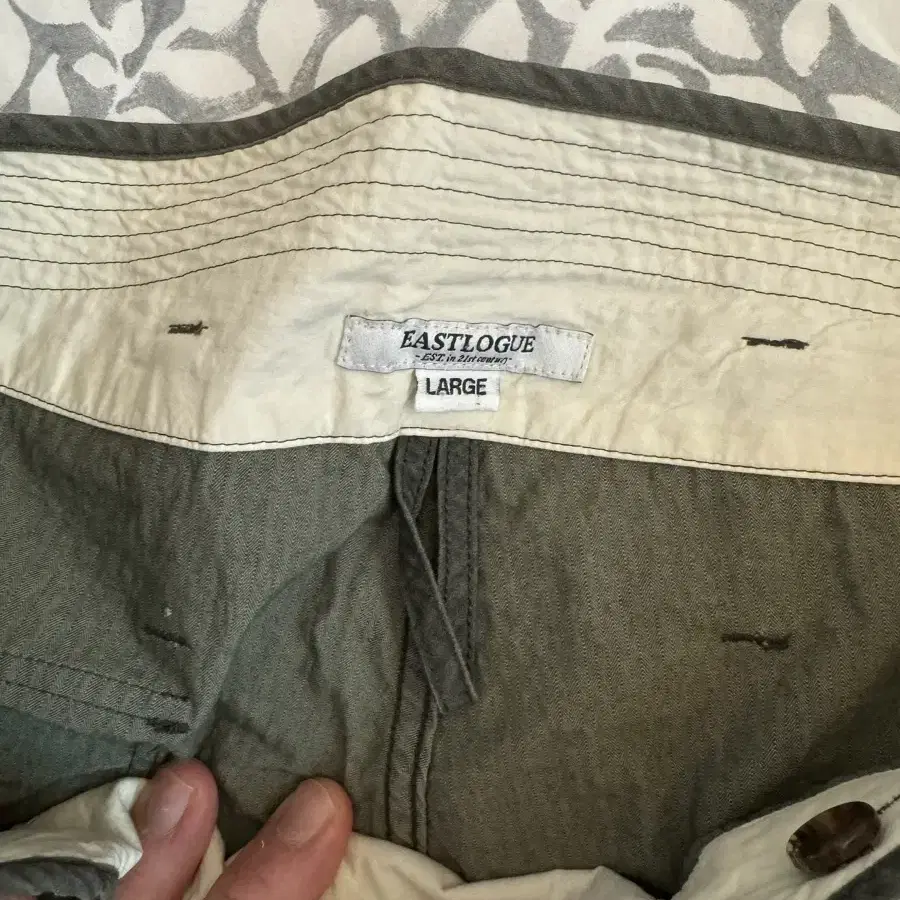 EASTLOGUE
-EST. in 21st century-
LARGE